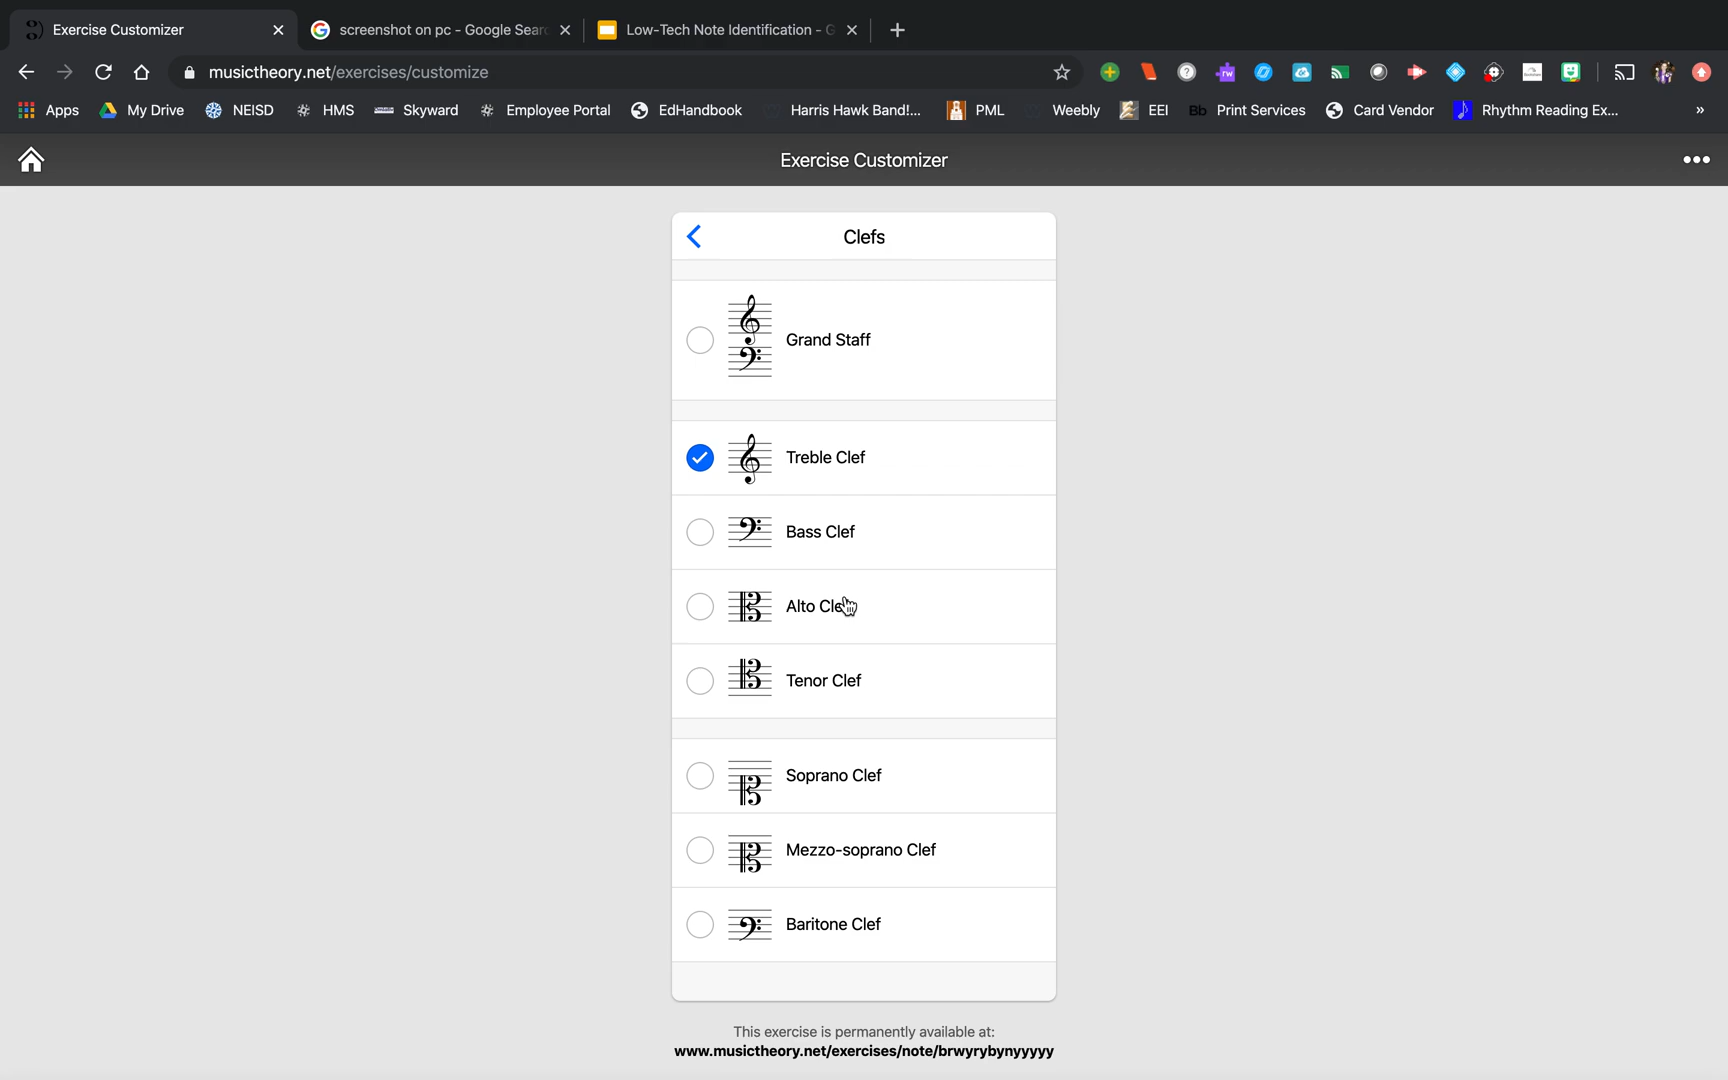 Exercise Customizer
screenshot on pc - Google Sear
Low-Tech Note Identification - G
musictheory.net/exercises/customize
Apps
My Drive
NEISD
HMS
Skyward
Employee Portal
EdHandbook
Harris Hawk Band!...
PML
Weebly
EEI
Bb Print Services
Card Vendor
Rhythm Reading Ex...
»
Exercise Customizer
Clefs
Grand Staff
Treble Clef
Bass Clef
Alto Clef
Tenor Clef
Soprano Clef
Mezzo-soprano Clef
Baritone Clef
This exercise is permanently available at:
www.musictheory.net/exercises/note/brwyrybynyyyyy